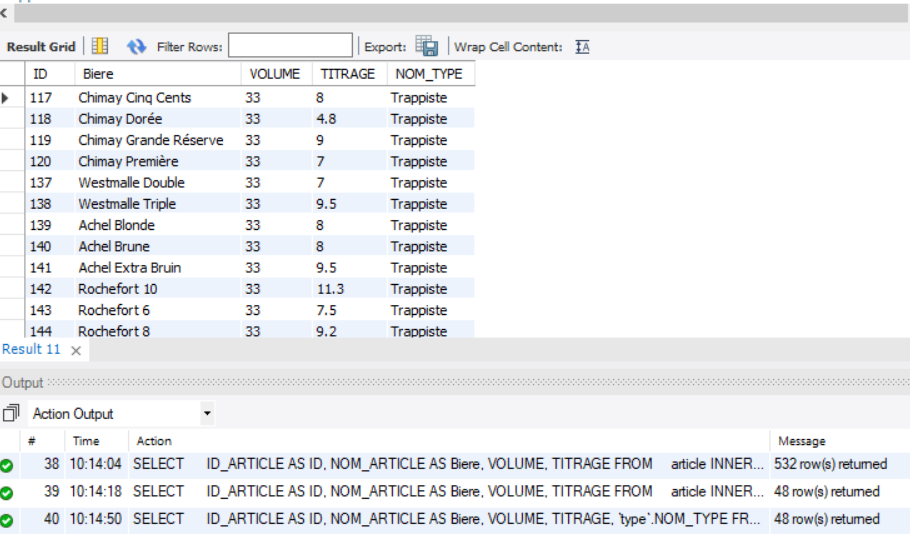 Result Grid Filter Rows: Export: Wrap Cell Content: IA
ID Biere VOLUME TITRAGE NOM_TYPE
117 Chimay Cinq Cents 33 8 Trappiste
118 Chimay Dorée 33 4.8 Trappiste
119 Chimay Grande Réserve 33 9 Trappiste
120 Chimay Première 33 7 Trappiste
137 Westmalle Double 33 7 Trappiste
138 Westmalle Triple 33 9.5 Trappiste
139 Achel Blonde 33 8 Trappiste
140 Achel Brune 33 8 Trappiste
141 Achel Extra Bruin 33 9.5 Trappiste
142 Rochefort 10 33 11.3 Trappiste
143 Rochefort 6 33 7.5 Trappiste
144 Rochefort 8 33 9.2 Trappiste
Result 11 ×
Output
Action Output
# Time Action Message
38 10:14:04 SELECT ID_ARTICLE AS ID, NOM_ARTICLE AS Biere, VOLUME, TITRAGE FROM article INNER... 532 row(s) returned
39 10:14:18 SELECT ID_ARTICLE AS ID, NOM_ARTICLE AS Biere, VOLUME, TITRAGE FROM article INNER... 48 row(s) returned
40 10:14:50 SELECT ID_ARTICLE AS ID, NOM_ARTICLE AS Biere, VOLUME, TITRAGE, `type`.NOM_TYPE FR... 48 row(s) returned